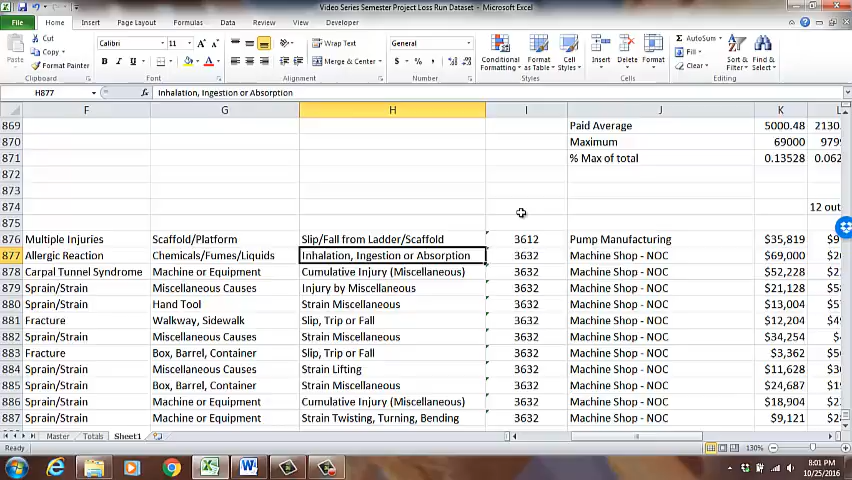 Video Series Semester Project Loss Run Dataset - Microsoft Excel
File Home Insert Page Layout Formulas Data Review View Developer
Paste Cut Copy Format Painter Clipboard
Calibri 11 B I U Font
Wrap Text Merge & Center Alignment
General $ % , Number
Conditional Formatting Format as Table Cell Styles Styles
Insert Delete Format Cells
AutoSum Fill Clear Sort & Filter Find & Select Editing
H877 fx Inhalation, Ingestion or Absorption
F G H I J K L
869 Paid Average 5000.48 2130.
870 Maximum 69000 979
871 % Max of total 0.13528 0.062
872
873
874 12 out
875
876 Multiple Injuries Scaffold/Platform Slip/Fall from Ladder/Scaffold 3612 Pump Manufacturing $35,819 $9
877 Allergic Reaction Chemicals/Fumes/Liquids Inhalation, Ingestion or Absorption 3632 Machine Shop - NOC $69,000 $20
878 Carpal Tunnel Syndrome Machine or Equipment Cumulative Injury (Miscellaneous) 3632 Machine Shop - NOC $52,228 $2
879 Sprain/Strain Miscellaneous Causes Injury by Miscellaneous 3632 Machine Shop - NOC $21,128 $5
880 Sprain/Strain Hand Tool Strain Miscellaneous 3632 Machine Shop - NOC $13,004 $7
881 Fracture Walkway, Sidewalk Slip, Trip or Fall 3632 Machine Shop - NOC $12,204 $4
882 Sprain/Strain Miscellaneous Causes Strain Miscellaneous 3632 Machine Shop - NOC $34,254 $
883 Fracture Box, Barrel, Container Slip, Trip or Fall 3632 Machine Shop - NOC $3,362 $
884 Sprain/Strain Miscellaneous Causes Strain Lifting 3632 Machine Shop - NOC $11,628 $3
885 Sprain/Strain Box, Barrel, Container Strain Miscellaneous 3632 Machine Shop - NOC $24,687 $1
886 Sprain/Strain Machine or Equipment Cumulative Injury (Miscellaneous) 3632 Machine Shop - NOC $18,904 $2
887 Sprain/Strain Machine or Equipment Strain Twisting, Turning, Bending 3632 Machine Shop - NOC $9,121 $
Master Totals Sheet1
Ready 130%
8:01 PM
10/25/2016